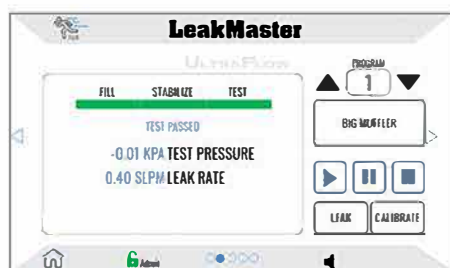 LeakMaster
ULTRAFLOW
PROGRAM
1
FILL STABILIZE TEST
TEST PASSED
BIG MUFFLER
-0.01 KPA TEST PRESSURE
0.40 SLPM LEAK RATE
LEAK CALIBRATE
Admin